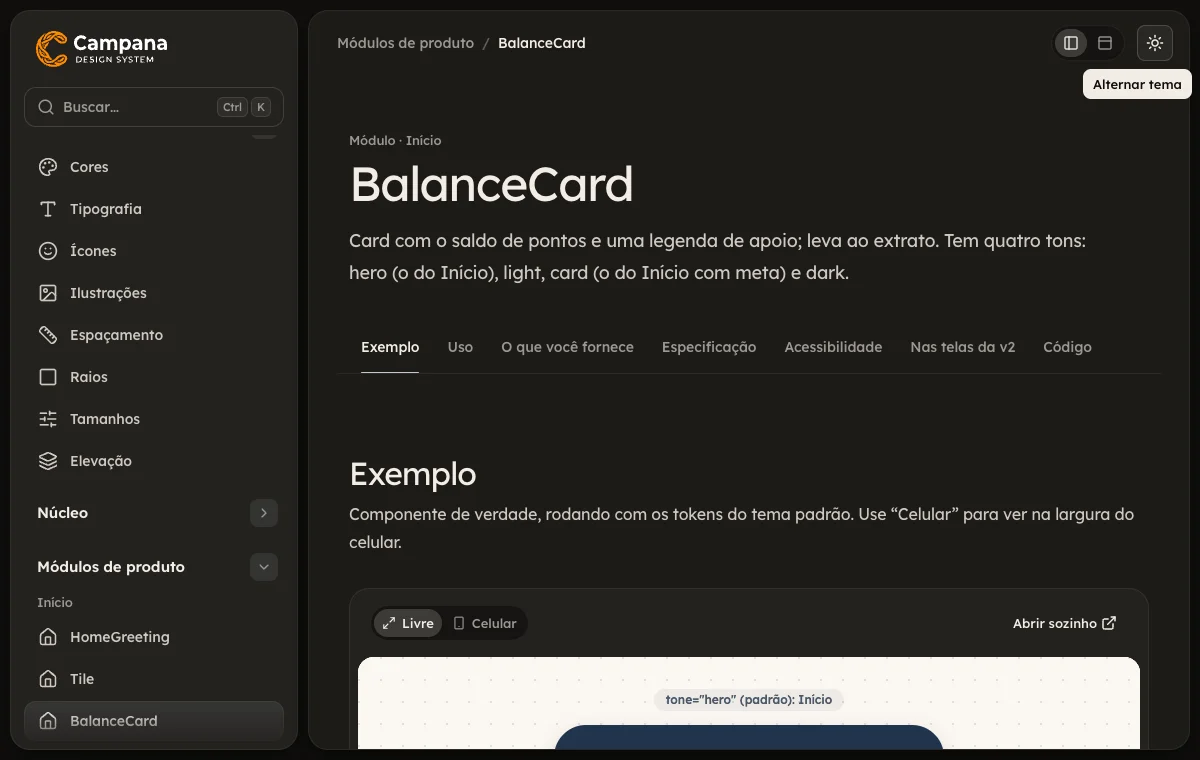 Campana
DESIGN SYSTEM
Buscar...
Ctrl K
Cores
Tipografia
Ícones
Ilustrações
Espaçamento
Raios
Tamanhos
Elevação
Núcleo
Módulos de produto
Início
HomeGreeting
Tile
BalanceCard
Módulos de produto / BalanceCard
Alternar tema
Módulo · Início
BalanceCard
Card com o saldo de pontos e uma legenda de apoio; leva ao extrato. Tem quatro tons:
hero (o do Início), light, card (o do Início com meta) e dark.
Exemplo Uso O que você fornece Especificação Acessibilidade Nas telas da v2 Código
Exemplo
Componente de verdade, rodando com os tokens do tema padrão. Use “Celular” para ver na largura do
celular.
Livre Celular Abrir sozinho
tone="hero" (padrão): Início